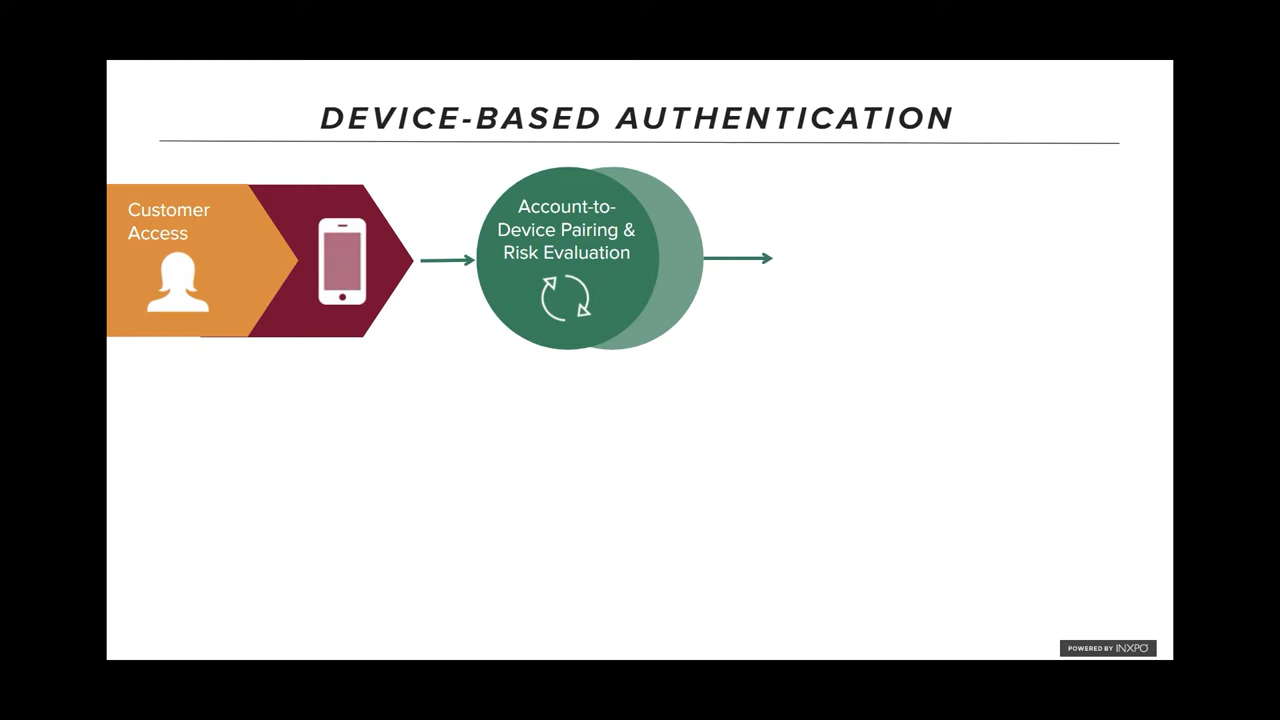 DEVICE-BASED AUTHENTICATION
Customer
Access
Account-to-
Device Pairing &
Risk Evaluation
POWERED BY INXPO